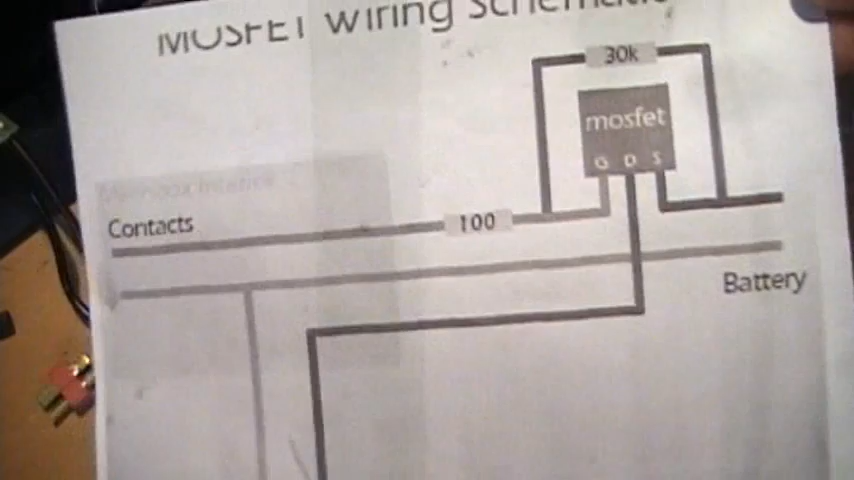 MOSFET wiring schematic
30k
mosfet
G D S
Contacts
100
Battery